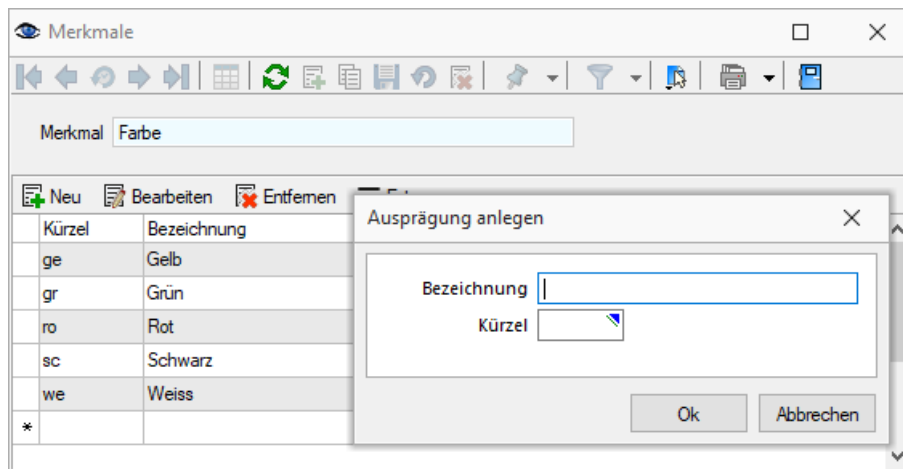 Merkmale
Merkmal Farbe
Neu Bearbeiten Entfernen
Kürzel Bezeichnung
ge Gelb
gr Grün
ro Rot
sc Schwarz
we Weiss
*
Ausprägung anlegen
Bezeichnung
Kürzel
Ok Abbrechen